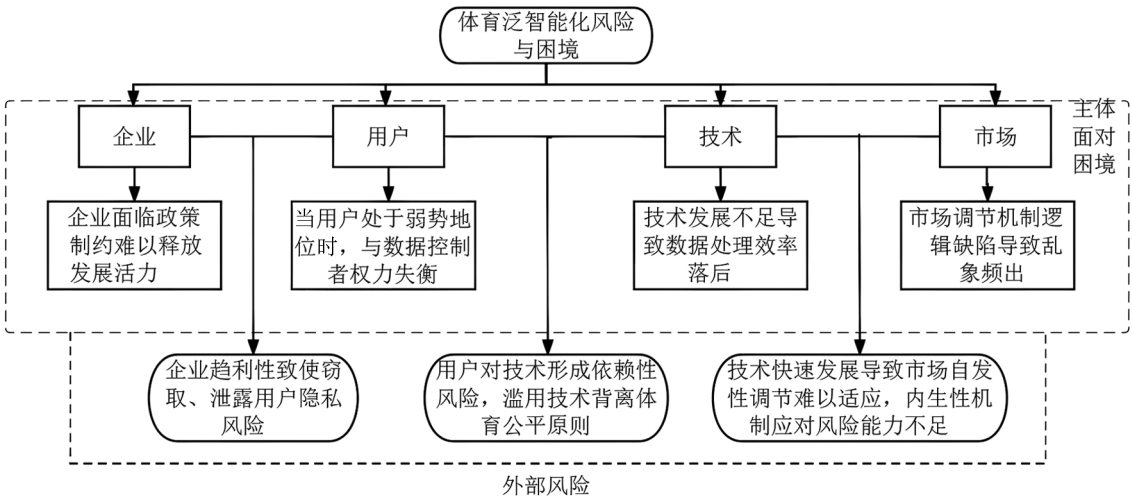 体育泛智能化风险
与困境
主体
面对
困境
企业
用户
技术
市场
企业面临政策
制约难以释放
发展活力
当用户处于弱势地
位时，与数据控制
者权力失衡
技术发展不足导
致数据处理效率
落后
市场调节机制逻
辑缺陷导致乱
象频出
企业趋利性致使窃
取、泄露用户隐私
风险
用户对技术形成依赖性
风险，滥用技术背离体
育公平原则
技术快速发展导致市场自发
性调节难以适应，内生性机
制应对风险能力不足
外部风险